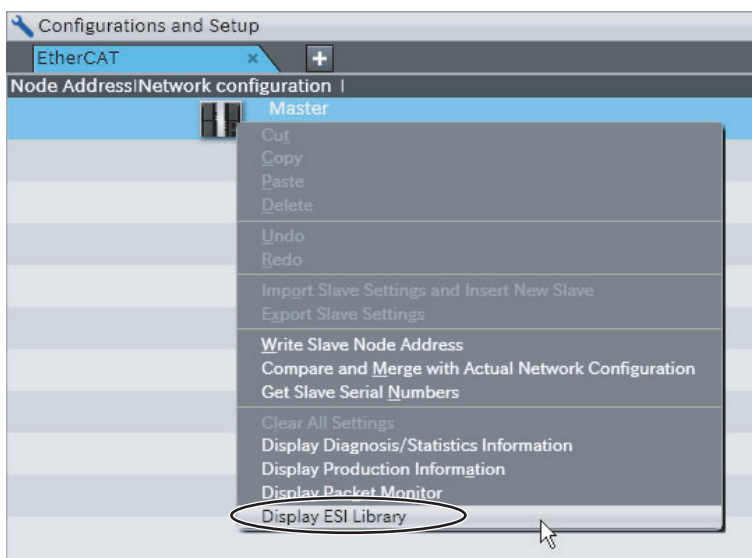 Configurations and Setup
EtherCAT × +
Node Address|Network configuration |
Master
Cut
Copy
Paste
Delete
Undo
Redo
Import Slave Settings and Insert New Slave
Export Slave Settings
Write Slave Node Address
Compare and Merge with Actual Network Configuration
Get Slave Serial Numbers
Clear All Settings
Display Diagnosis/Statistics Information
Display Production Information
Display Packet Monitor
Display ESI Library